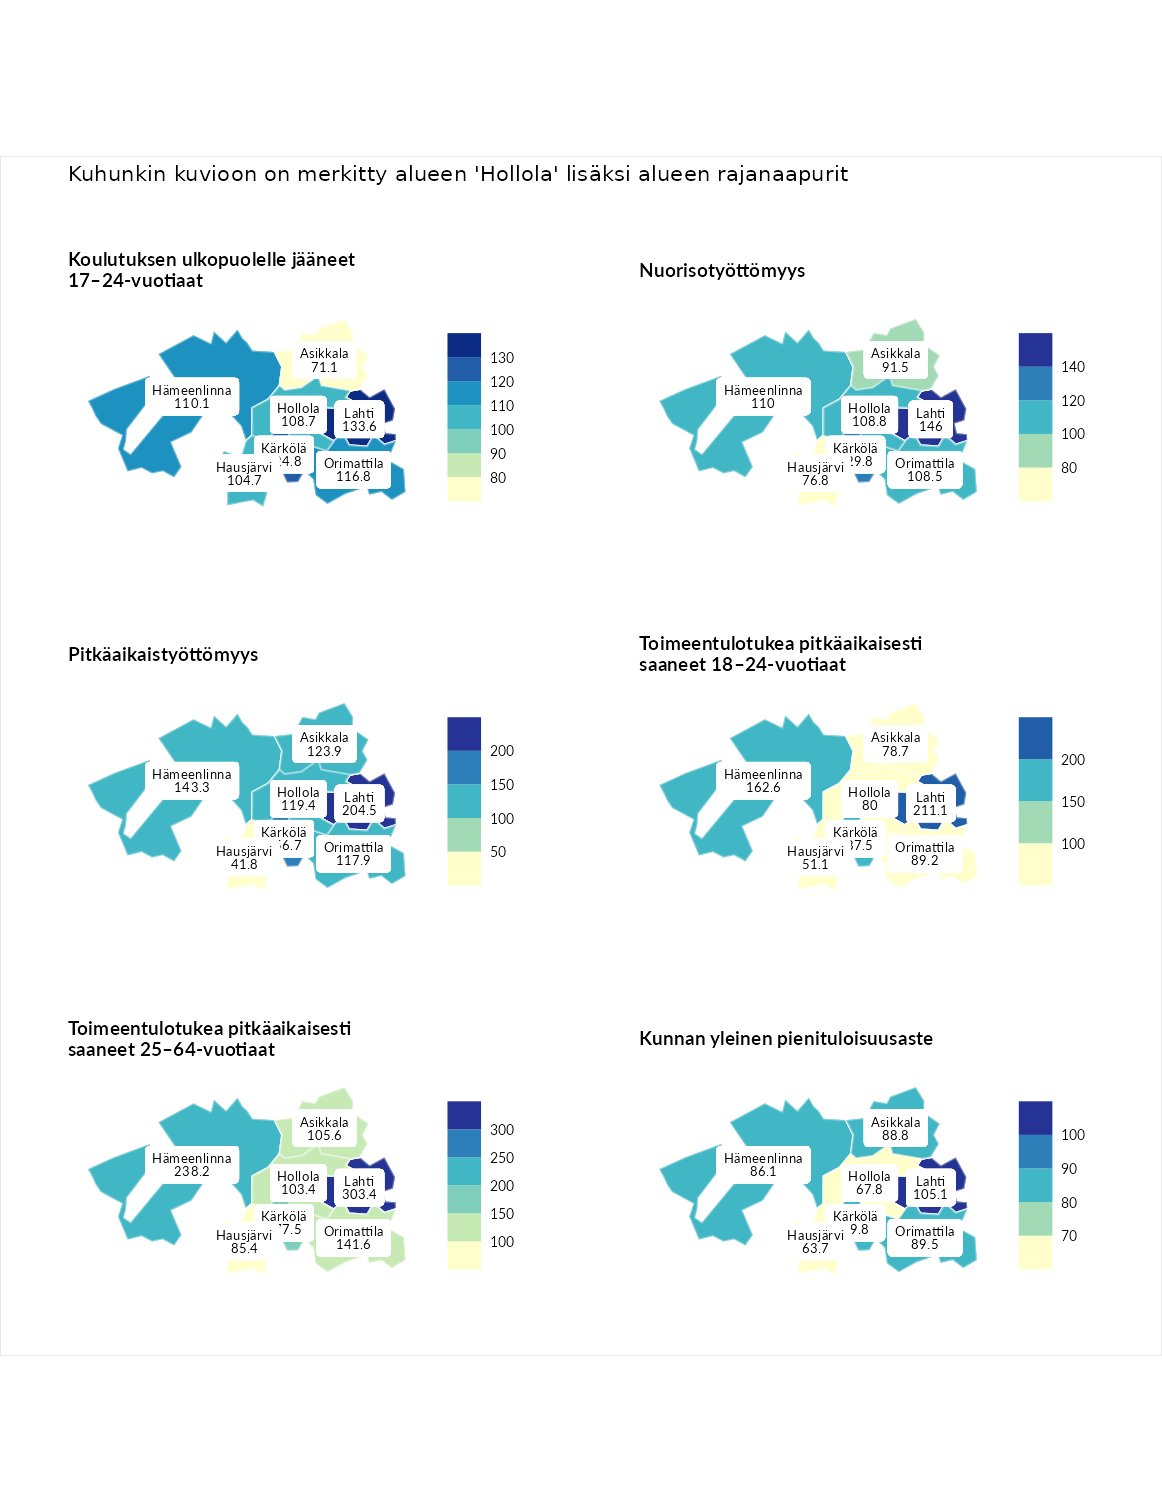 Kuhunkin kuvioon on merkitty alueen 'Hollola' lisäksi alueen rajanaapurit
Koulutuksen ulkopuolelle jääneet
17–24-vuotiaat
Asikkala
71.1
Hämeenlinna
110.1
Hollola
108.7
Lahti
133.6
Kärkölä
Hausjärvi
104.7
Orimattila
116.8
130
120
110
100
90
80
Nuorisotyöttömyys
Asikkala
91.5
Hämeenlinna
110
Hollola
108.8
Lahti
146
Kärkölä
Hausjärvi
76.8
Orimattila
108.5
140
120
100
80
Pitkäaikaistyöttömyys
Asikkala
123.9
Hämeenlinna
143.3
Hollola
119.4
Lahti
204.5
Kärkölä
Hausjärvi
41.8
Orimattila
117.9
200
150
100
50
Toimeentulotukea pitkäaikaisesti
saaneet 18–24-vuotiaat
Asikkala
78.7
Hämeenlinna
162.6
Hollola
80
Lahti
211.1
Kärkölä
Hausjärvi
51.1
Orimattila
89.2
200
150
100
Toimeentulotukea pitkäaikaisesti
saaneet 25–64-vuotiaat
Asikkala
105.6
Hämeenlinna
238.2
Hollola
103.4
Lahti
303.4
Kärkölä
Hausjärvi
85.4
Orimattila
141.6
300
250
200
150
100
Kunnan yleinen pienituloisuusaste
Asikkala
88.8
Hämeenlinna
86.1
Hollola
67.8
Lahti
105.1
Kärkölä
Hausjärvi
63.7
Orimattila
89.5
100
90
80
70